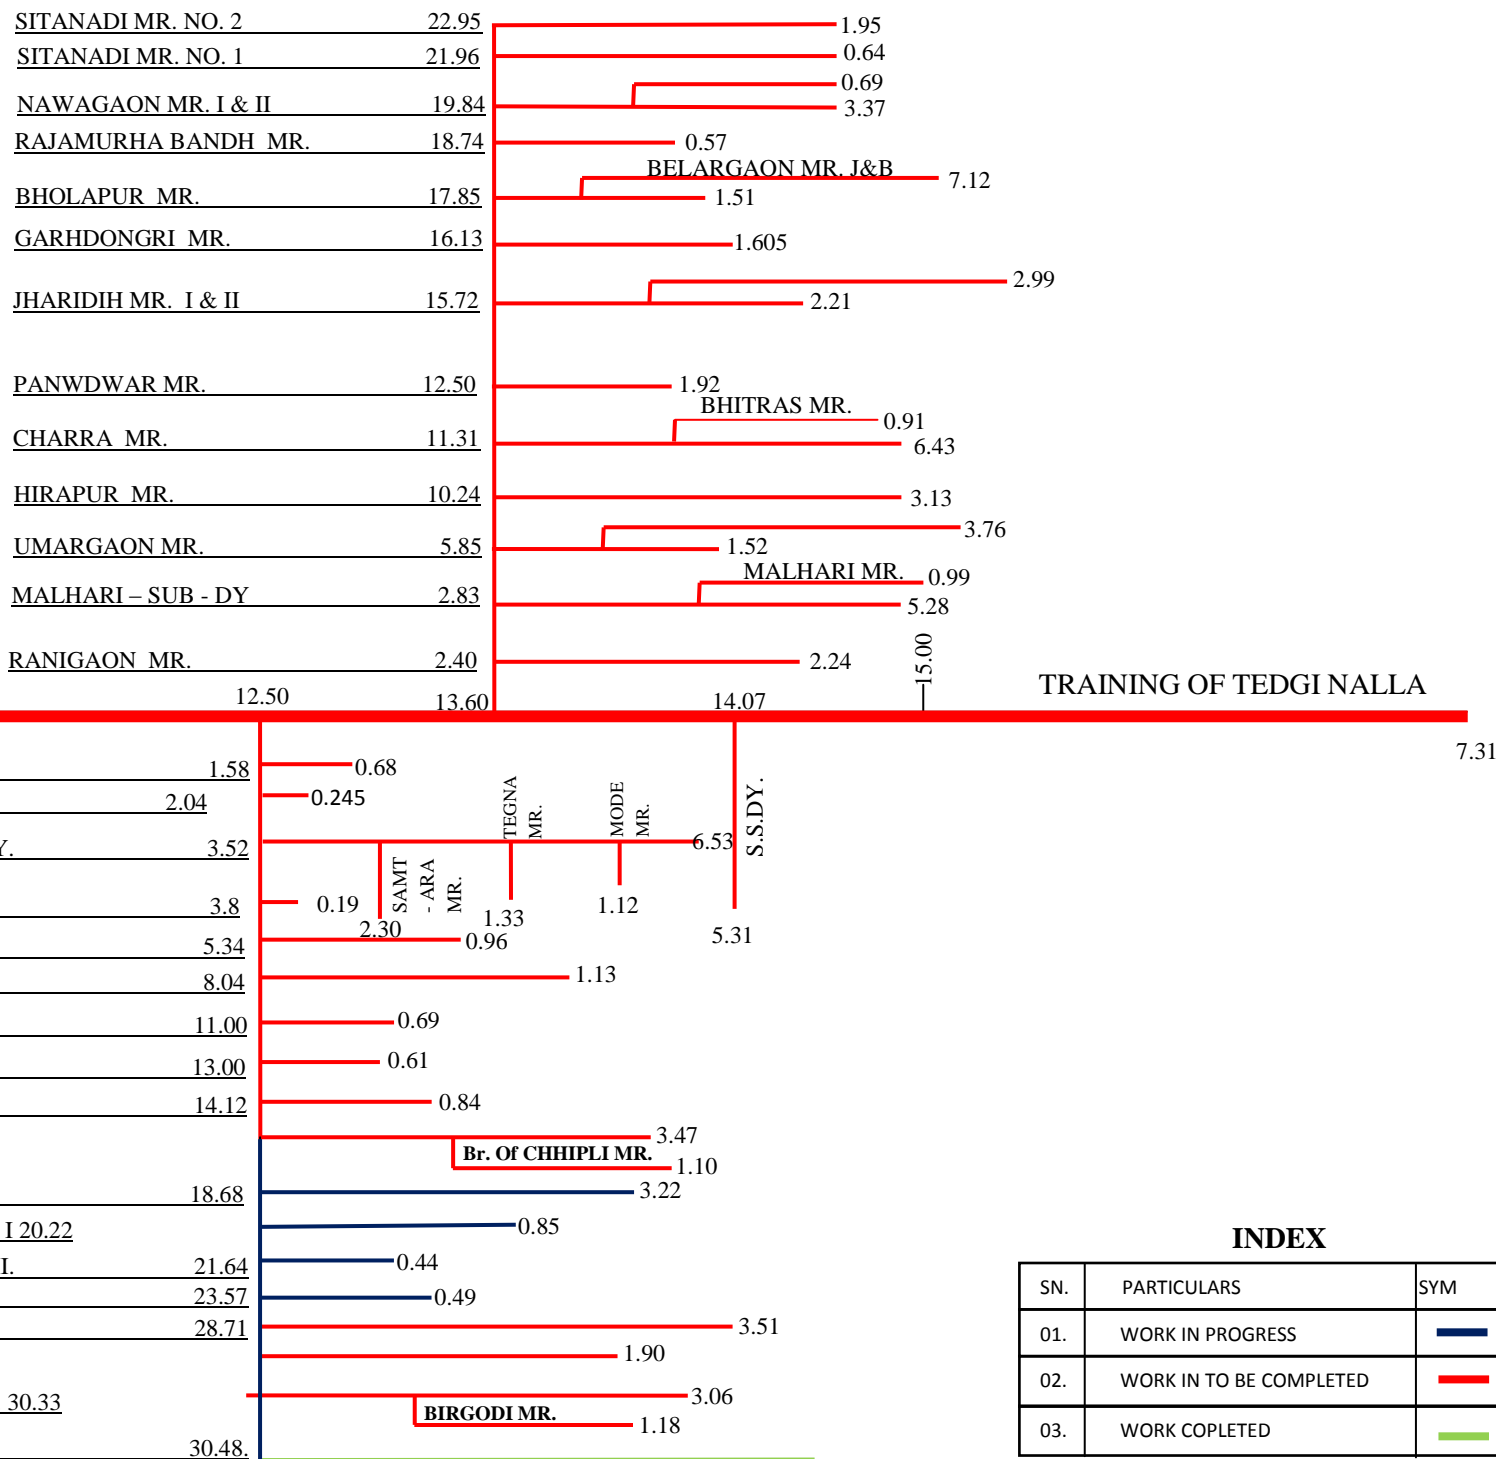 SITANADI MR. NO. 2 22.95 1.95
SITANADI MR. NO. 1 21.96 0.64
0.69
NAWAGAON MR. I & II 19.84 3.37
RAJAMURHA BANDH MR. 18.74 0.57
BELARGAON MR. J&B 7.12
BHOLAPUR MR. 17.85 1.51
GARHDONGRI MR. 16.13 1.605
2.99
JHARIDIH MR. I & II 15.72 2.21
PANWDWAR MR. 12.50 1.92
BHITRAS MR. 0.91
CHARRA MR. 11.31 6.43
HIRAPUR MR. 10.24 3.13
3.76
UMARGAON MR. 5.85 1.52
MALHARI MR. 0.99
MALHARI – SUB - DY 2.83 5.28
RANIGAON MR. 2.40 2.24
15.00
TRAINING OF TEDGI NALLA
12.50 13.60 14.07
7.31
1.58 0.68
2.04 0.245
TEGNA
MR.
MODE
MR.
S.S.DY.
Y. 3.52 6.53
SAMT
- ARA
MR.
3.8 0.19
2.30 1.33 1.12 5.31
5.34 0.96
8.04 1.13
11.00 0.69
13.00 0.61
14.12 0.84
3.47
Br. Of CHHIPLI MR. 1.10
18.68 3.22
I 20.22 0.85
I. 21.64 0.44
23.57 0.49
28.71 3.51
1.90
30.33 3.06
BIRGODI MR. 1.18
30.48.
INDEX
SN. PARTICULARS SYM
01. WORK IN PROGRESS
02. WORK IN TO BE COMPLETED
03. WORK COPLETED